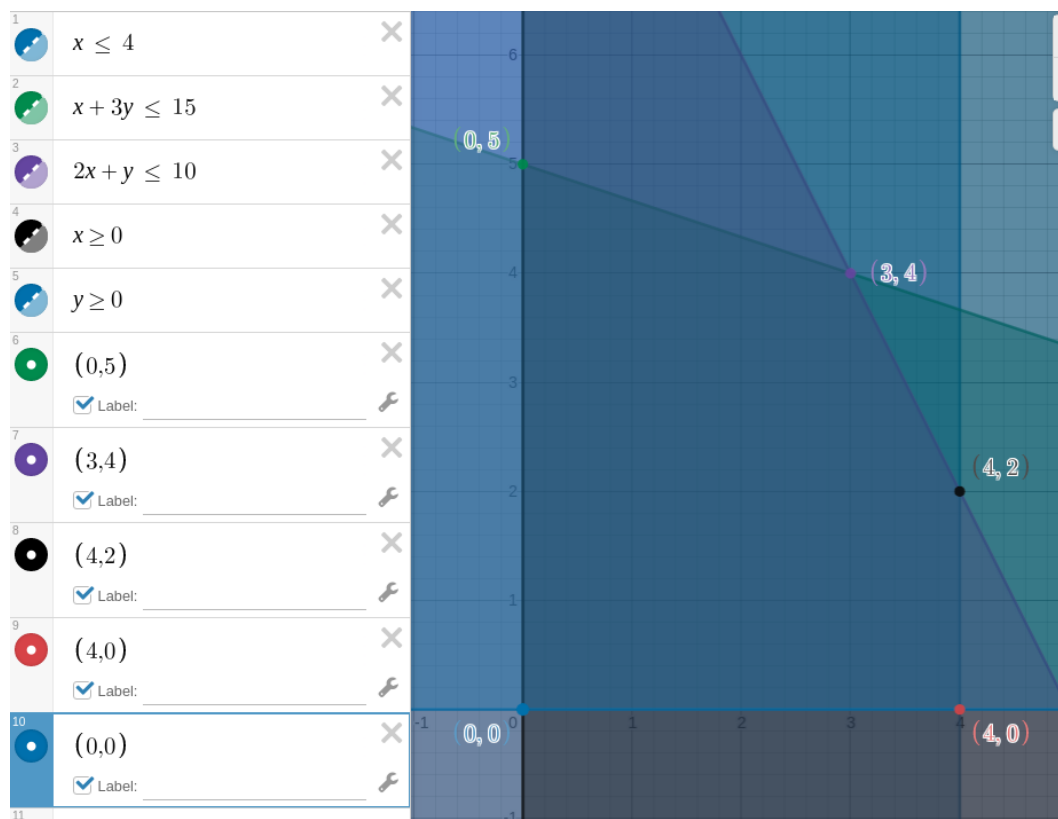 1
x ≤ 4
2
x + 3y ≤ 15
3
2x + y ≤ 10
4
x ≥ 0
5
y ≥ 0
6
(0,5)
Label:
7
(3,4)
Label:
8
(4,2)
Label:
9
(4,0)
Label:
10
(0,0)
Label:
11
6
(0, 5)
5
4
(3, 4)
3
(4, 2)
2
1
-1 0 1 2 3 4
(0, 0) (4, 0)
-1